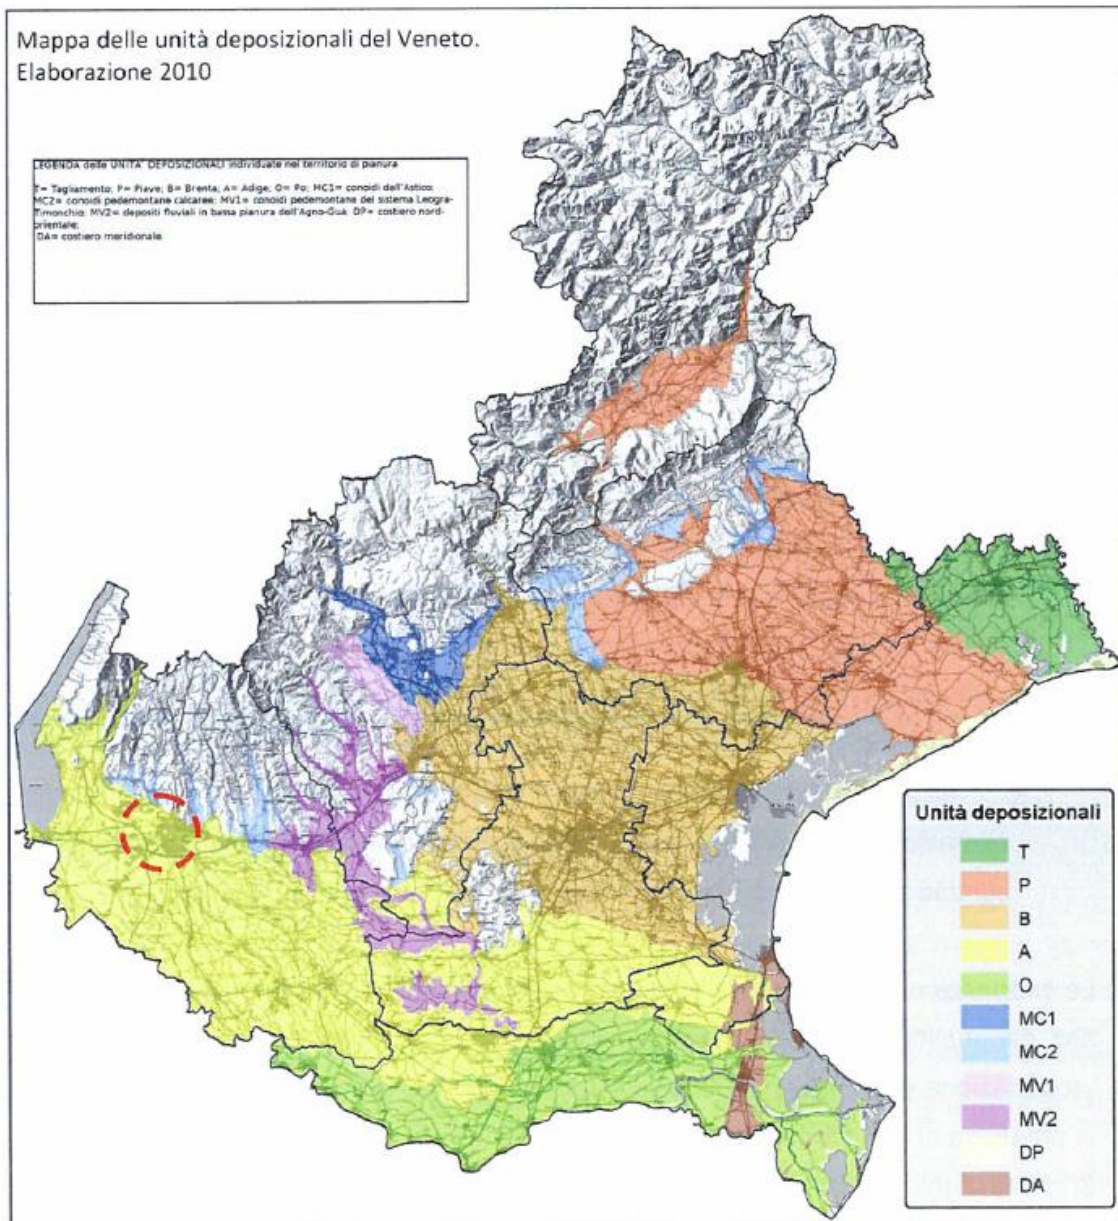 Mappa delle unità deposizionali del Veneto.
Elaborazione 2010
LEGENDA delle UNITA' DEPOSIZIONALI individuate nel territorio di pianura
T= Tagliamento; P= Piave; B= Brenta; A= Adige; O= Po; MC1= conoidi dell'Astico;
MC2= conoidi pedemontane calcaree; MV1= conoidi pedemontane del sistema Leogra-
Timonchio; MV2= depositi fluviali in bassa pianura dell'Agno-Guà; DP= costiero nord-
orientale;
DA= costiero meridionale.
Unità deposizionali
T
P
B
A
O
MC1
MC2
MV1
MV2
DP
DA